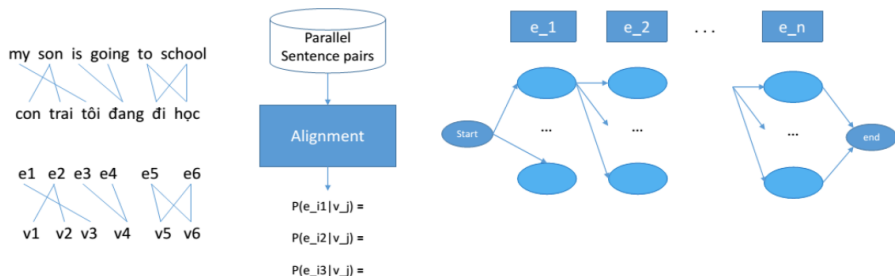 my son is going to school
con trai tôi đang đi học
e1 e2 e3 e4 e5 e6
v1 v2 v3 v4 v5 v6
Parallel
Sentence pairs
Alignment
P(e_i1|v_j) =
P(e_i2|v_j) =
P(e_i3|v_j) =
e_1 e_2 ... e_n
Start
... ... ...
end